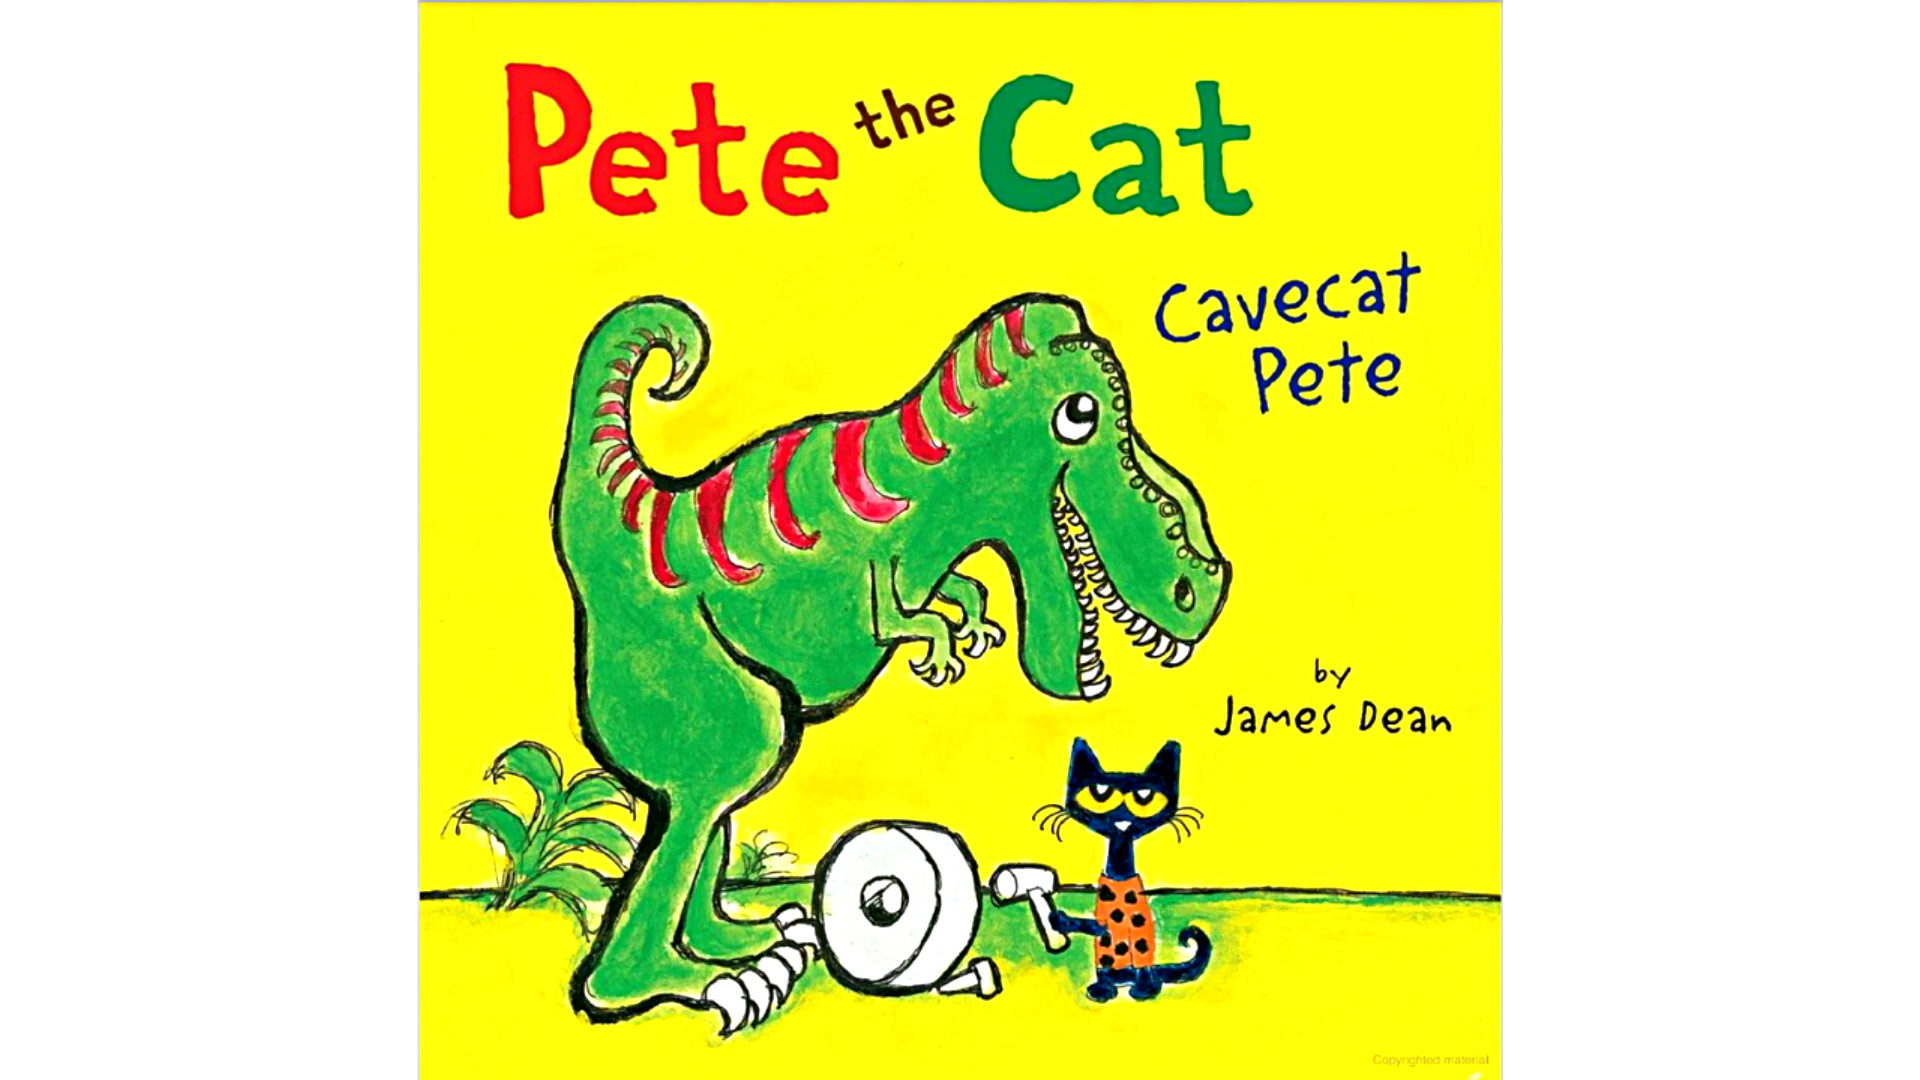 Pete the Cat
Cavecat
Pete
by
James Dean
Copyrighted material